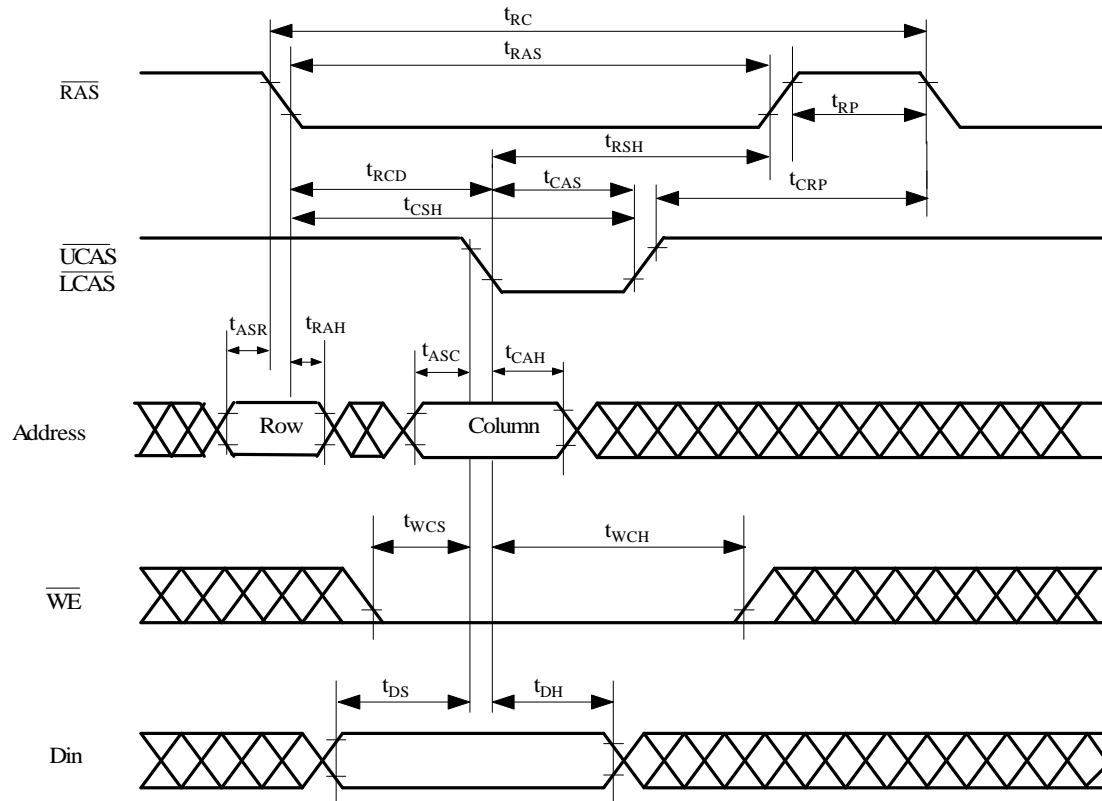 tRC
tRAS
RAS
tRP
tRSH
tRCD
tCAS
tCRP
tCSH
UCAS
LCAS
tASR
tRAH
tASC
tCAH
Address
Row
Column
tWCS
tWCH
WE
tDS
tDH
Din